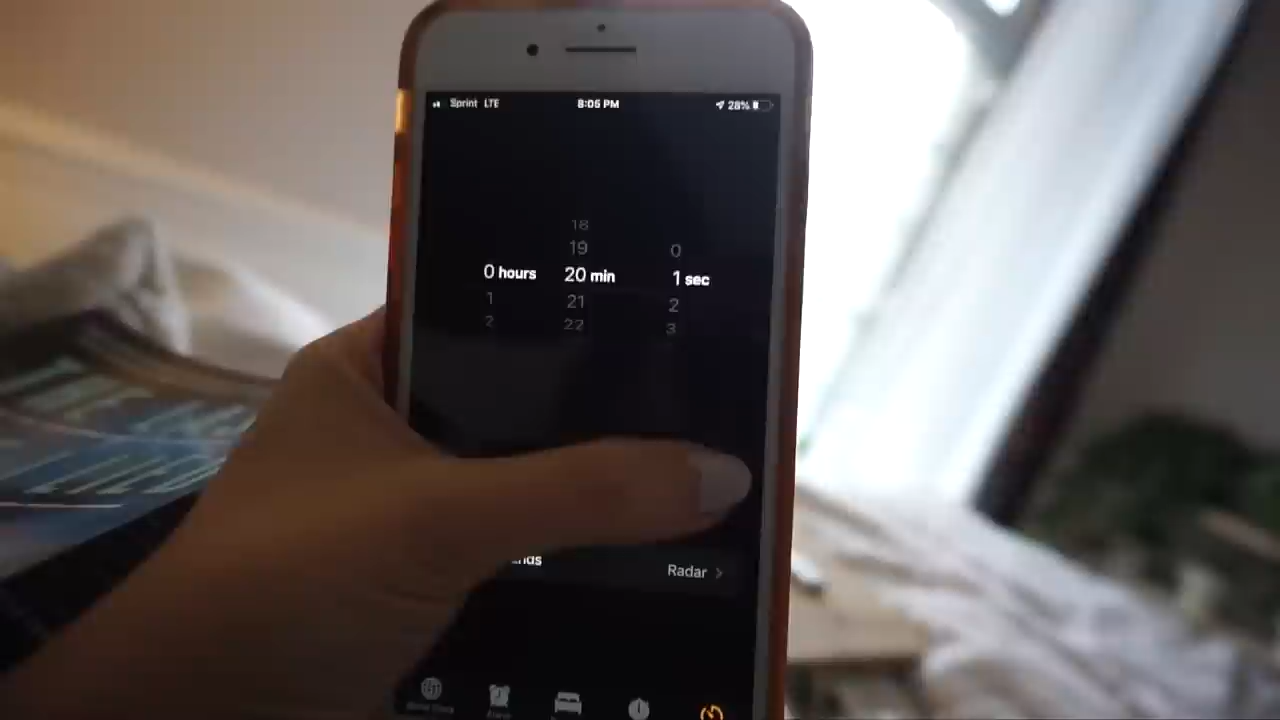 Sprint LTE 8:05 PM 28%
18
19 0
0 hours 20 min 1 sec
1 21 2
2 22 3
Radar >